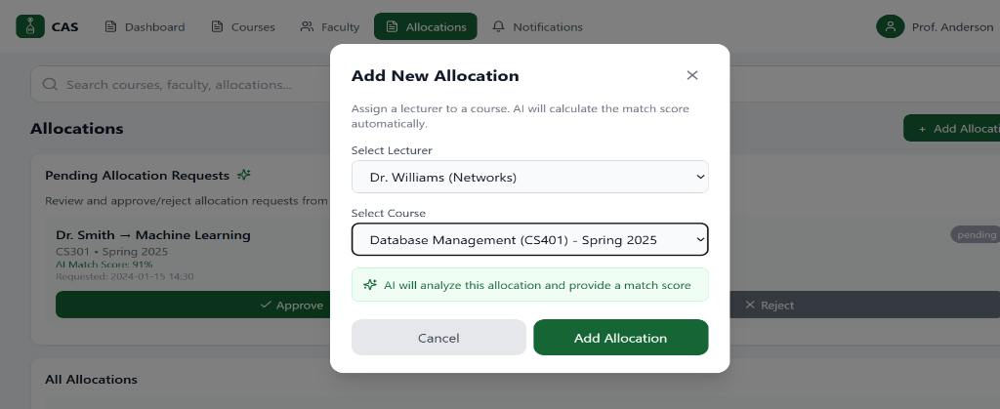 CAS
Dashboard
Courses
Faculty
Allocations
Notifications
Prof. Anderson
Search courses, faculty, allocations...
Allocations
+ Add Allocati
Pending Allocation Requests
Review and approve/reject allocation requests from
Dr. Smith → Machine Learning
pending
CS301 • Spring 2025
AI Match Score: 91%
Requested: 2024-01-15 14:30
Approve
Reject
All Allocations
Add New Allocation
Assign a lecturer to a course. AI will calculate the match score
automatically.
Select Lecturer
Dr. Williams (Networks)
Select Course
Database Management (CS401) - Spring 2025
AI will analyze this allocation and provide a match score
Cancel
Add Allocation